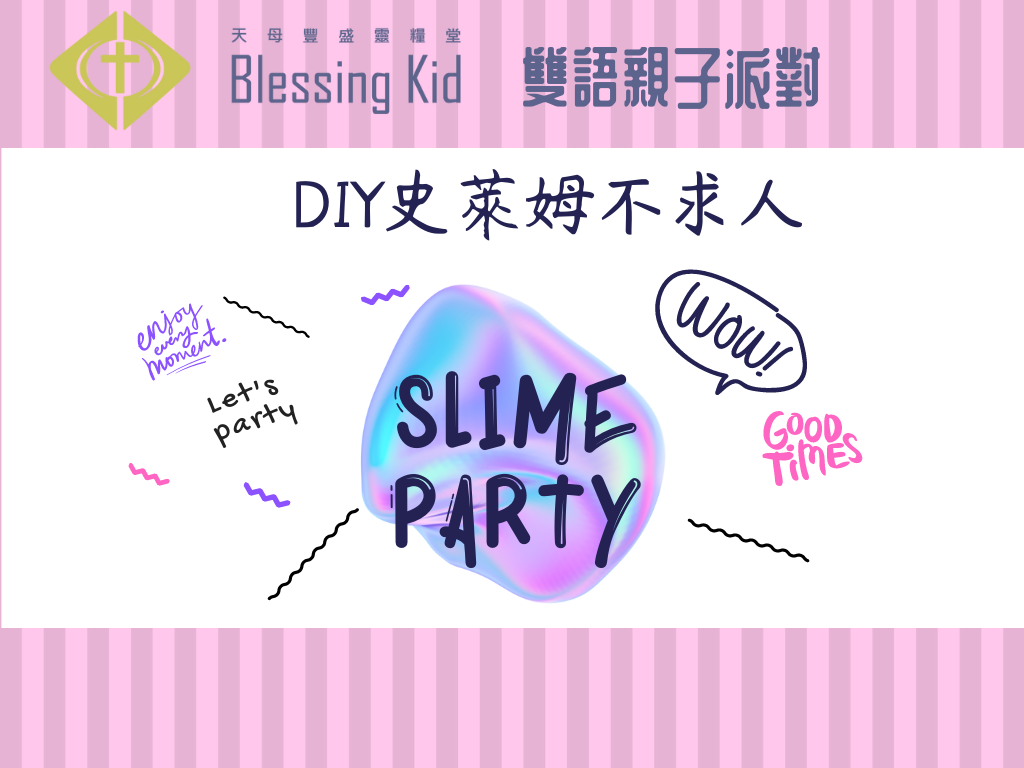 天母豐盛靈糧堂
Blessing Kid
雙語親子派對
DIY史萊姆不求人
enjoy
every
moment.
Let's
party
SLIME
PARTY
WOW!
GOOD
TIMES